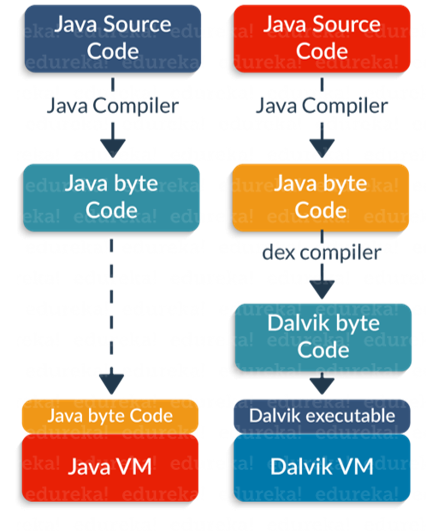 Java Source
Code
Java Compiler
Java byte
Code
Java byte Code
Java VM
Java Source
Code
Java Compiler
Java byte
Code
dex compiler
Dalvik byte
Code
Dalvik executable
Dalvik VM
edureka!